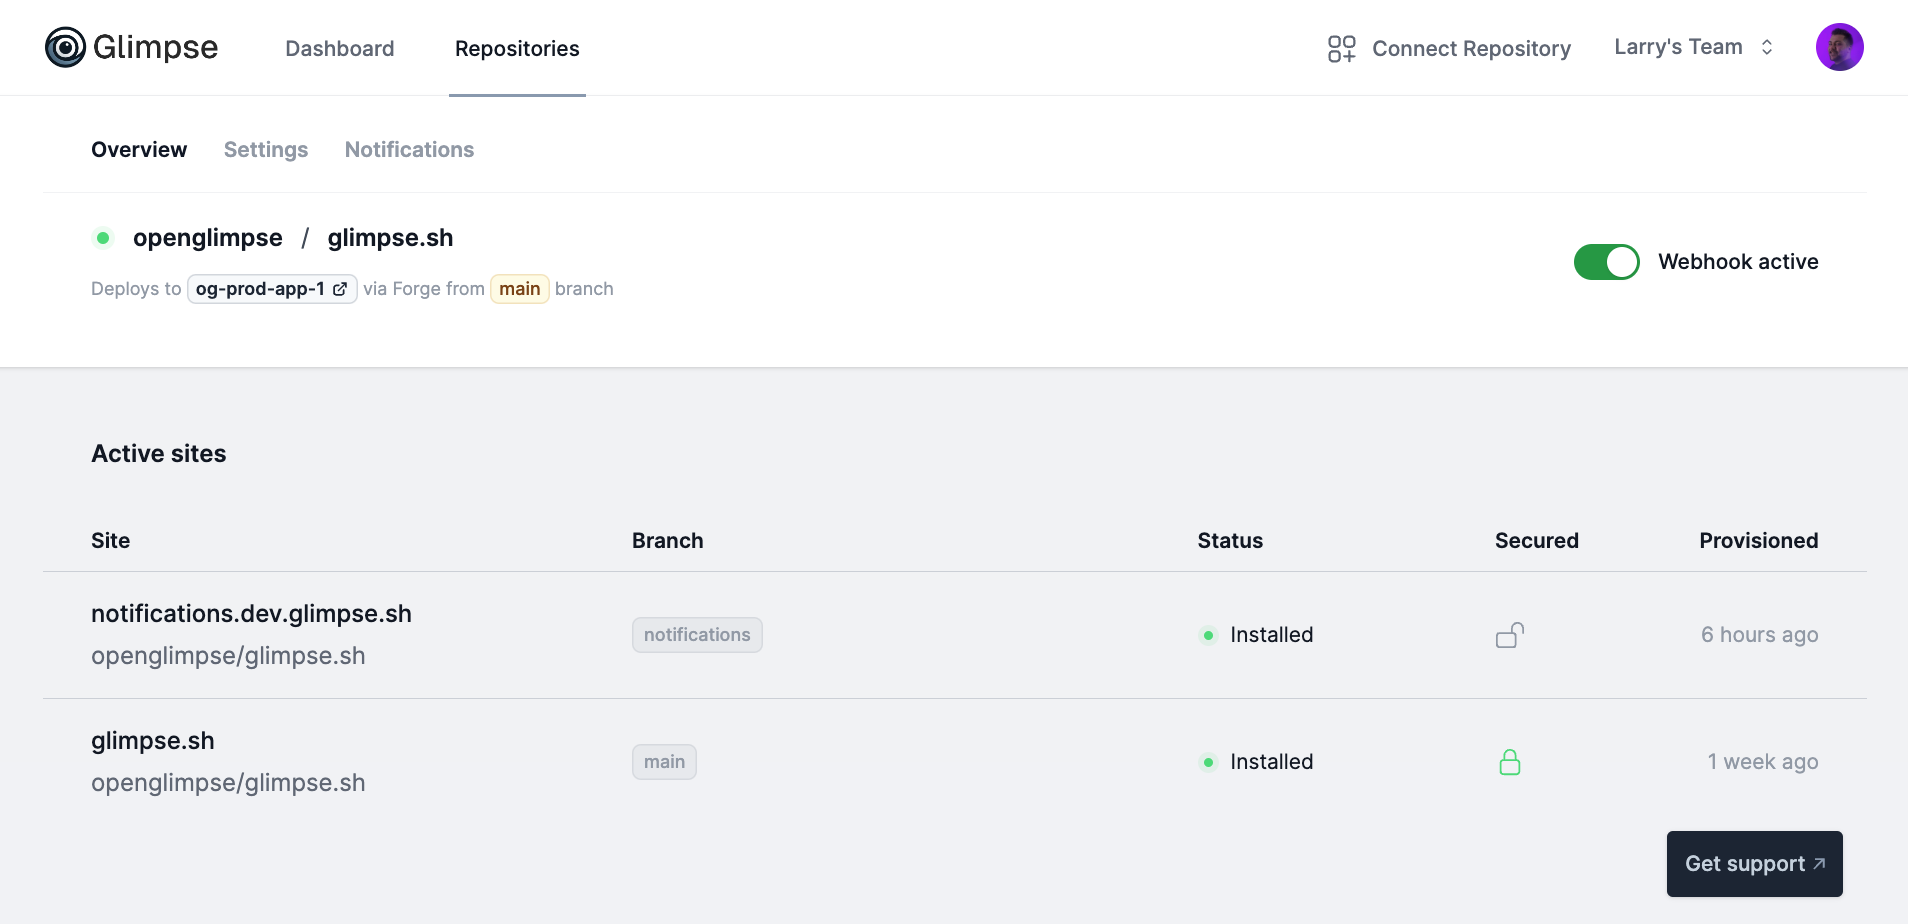 Glimpse Dashboard Repositories Connect Repository Larry's Team
Overview Settings Notifications
openglimpse / glimpse.sh
Webhook active
Deploys to og-prod-app-1 via Forge from main branch
Active sites
Site Branch Status Secured Provisioned
notifications.dev.glimpse.sh
openglimpse/glimpse.sh
notifications Installed 6 hours ago
glimpse.sh
openglimpse/glimpse.sh
main Installed 1 week ago
Get support